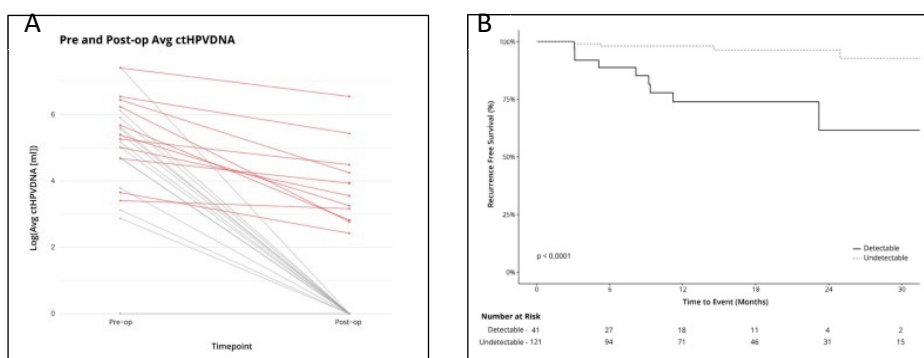 A
Pre and Post-op Avg ctHPVDNA
Log(Avg ctHPVDNA [ml])
6
4
2
0
Pre-op Post-op
Timepoint
B
Recurrence Free Survival (%)
100%
75%
50%
25%
0%
p < 0.0001
Detectable
Undetectable
0 6 12 18 24 30
Time to Event (Months)
Number at Risk
Detectable - 41 27 18 11 4 2
Undetectable - 121 94 71 46 31 15